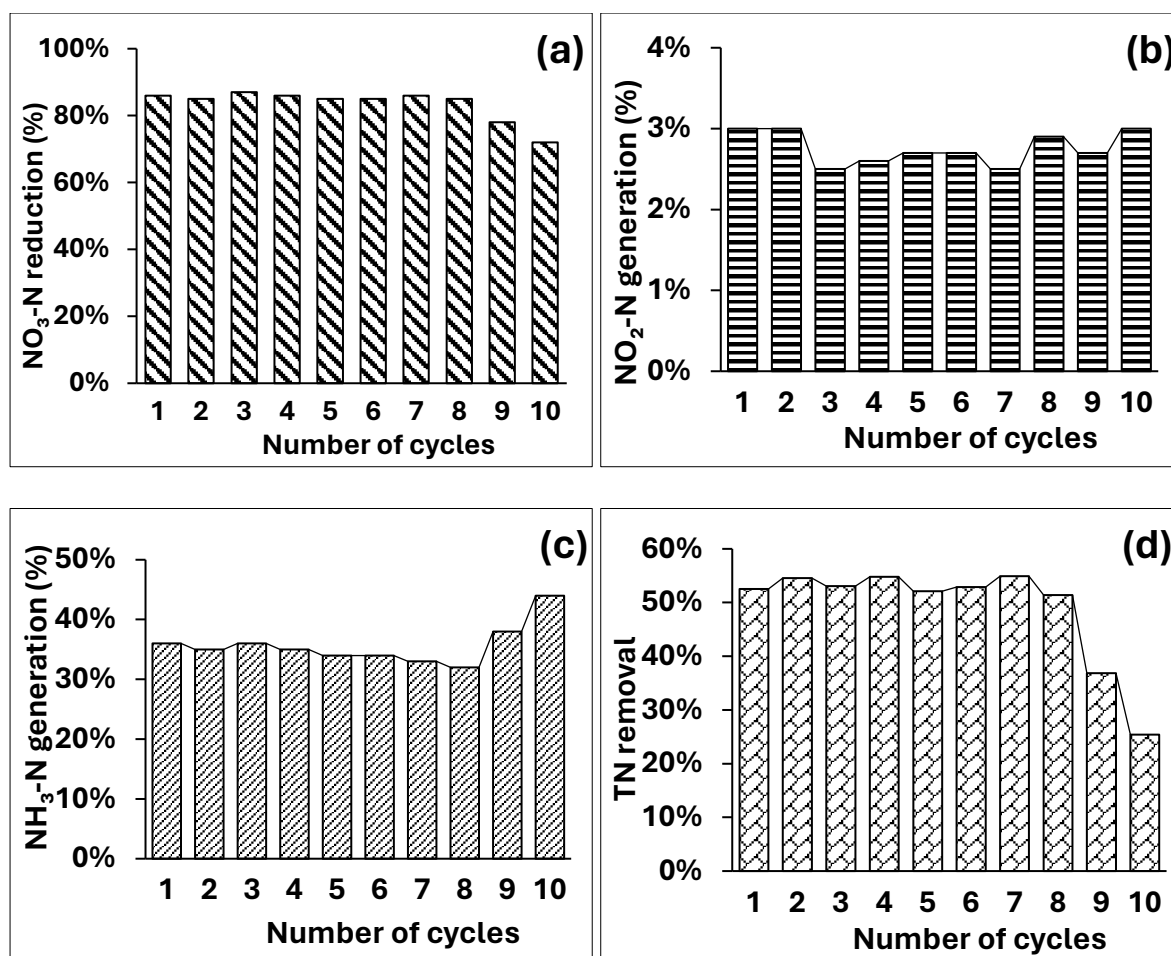 (a)
NO₃-N reduction (%)
100%
80%
60%
40%
20%
0%
1 2 3 4 5 6 7 8 9 10
Number of cycles
(b)
NO₂-N generation (%)
4%
3%
2%
1%
0%
1 2 3 4 5 6 7 8 9 10
Number of cycles
(c)
NH₃-N generation (%)
50%
40%
30%
20%
10%
0%
1 2 3 4 5 6 7 8 9 10
Number of cycles
(d)
TN removal
60%
50%
40%
30%
20%
10%
0%
1 2 3 4 5 6 7 8 9 10
Number of cycles